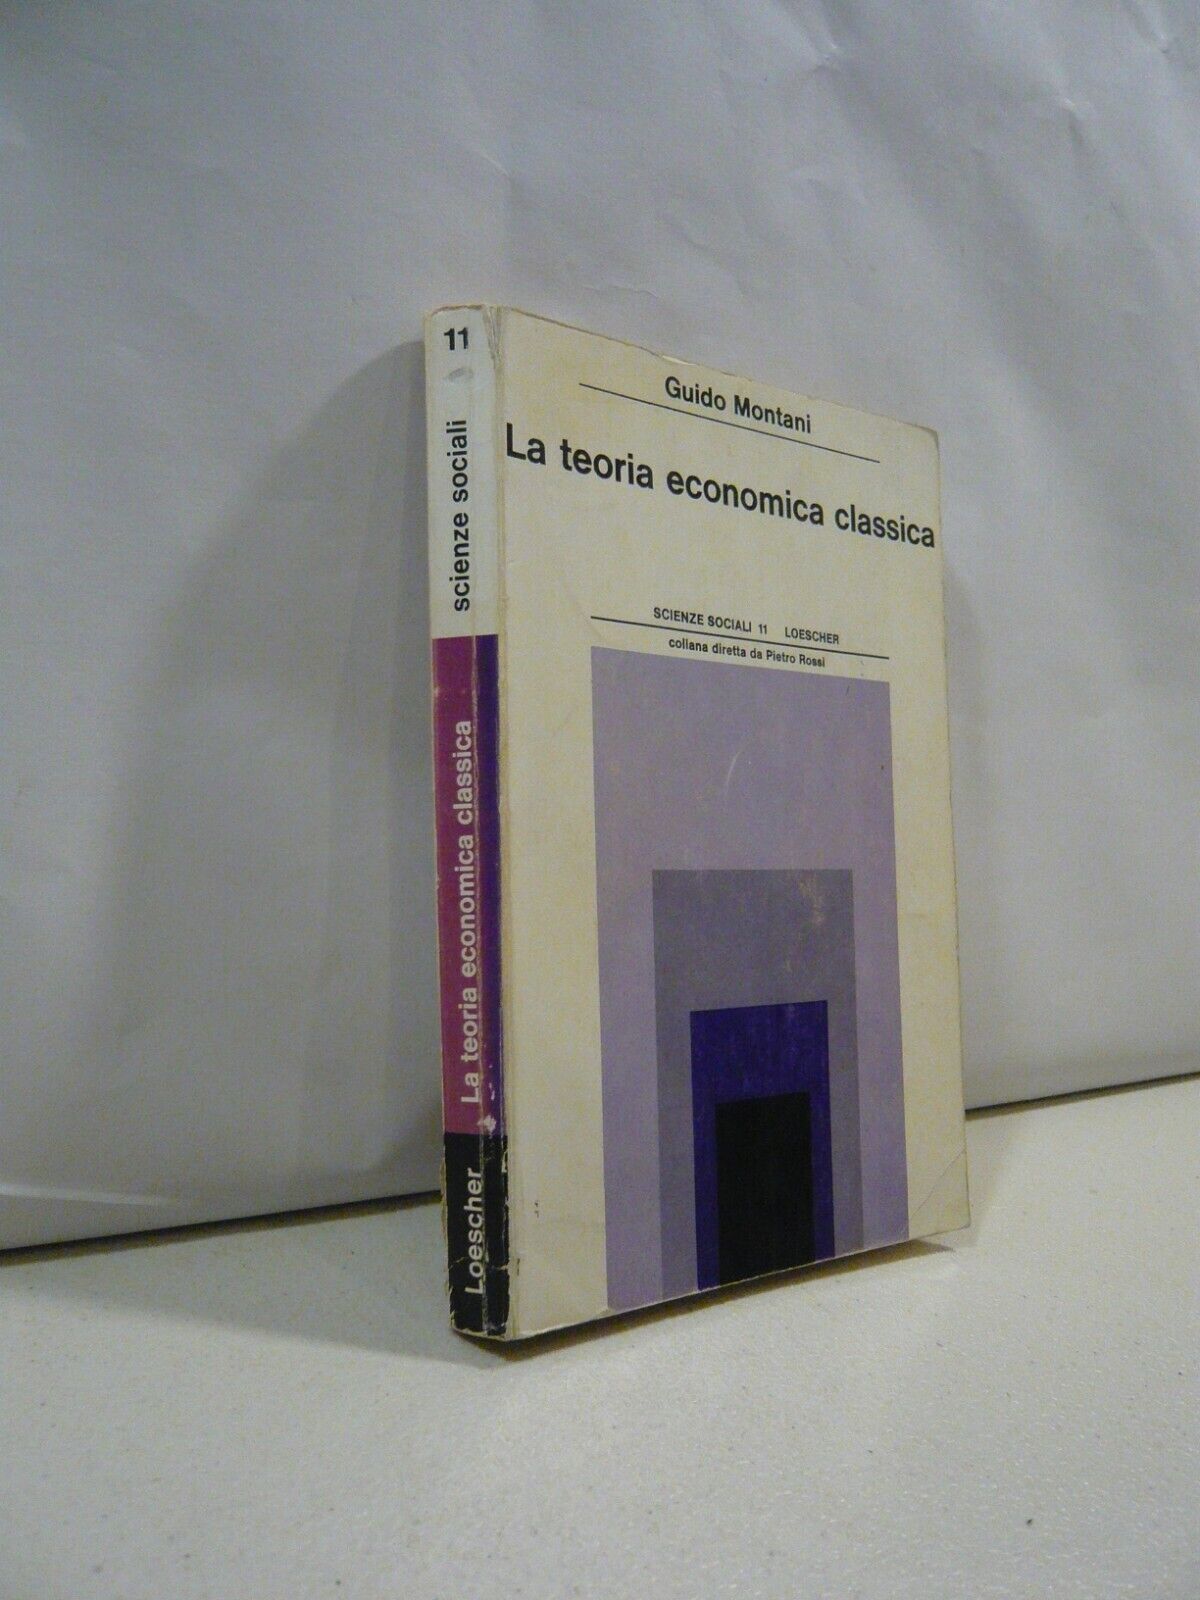 11
scienze sociali
La teoria economica classica
Loescher
Guido Montani
La teoria economica classica
SCIENZE SOCIALI 11 LOESCHER
collana diretta da Pietro Rossi